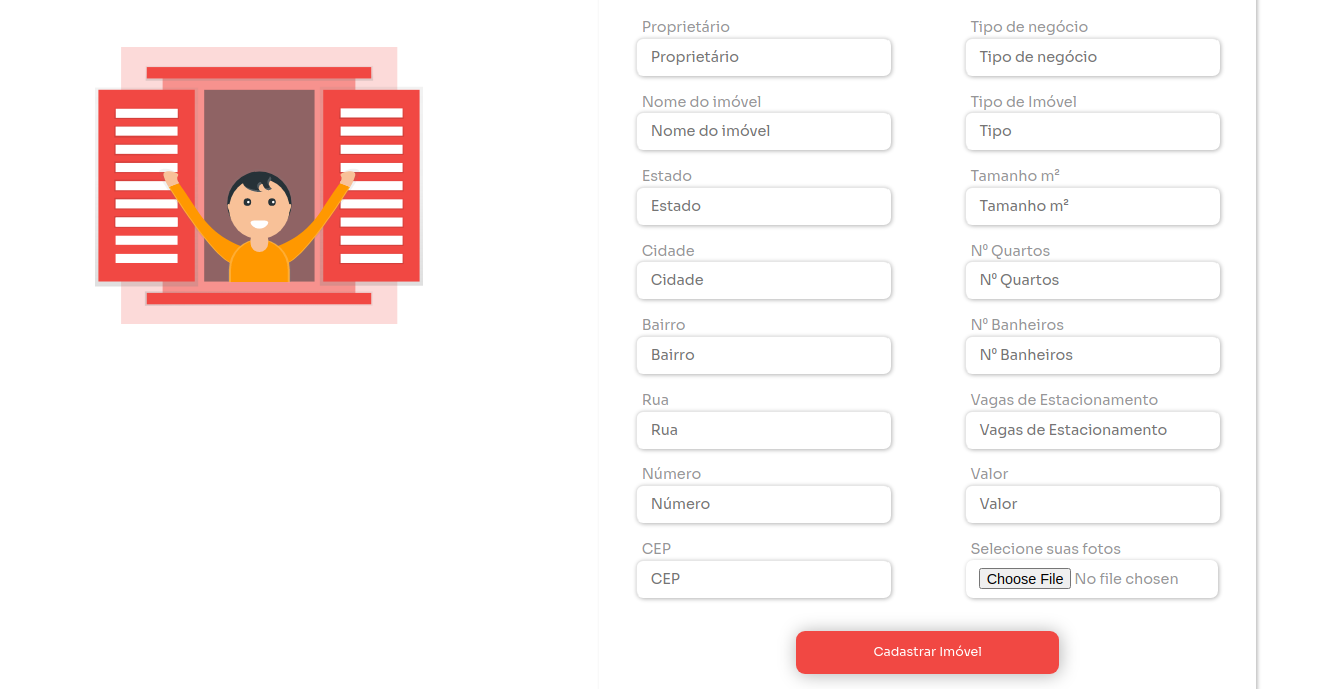 Proprietário
Proprietário
Tipo de negócio
Tipo de negócio
Nome do imóvel
Nome do imóvel
Tipo de Imóvel
Tipo
Estado
Estado
Tamanho m²
Tamanho m²
Cidade
Cidade
Nº Quartos
Nº Quartos
Bairro
Bairro
Nº Banheiros
Nº Banheiros
Rua
Rua
Vagas de Estacionamento
Vagas de Estacionamento
Número
Número
Valor
Valor
CEP
CEP
Selecione suas fotos
Choose File No file chosen
Cadastrar Imóvel